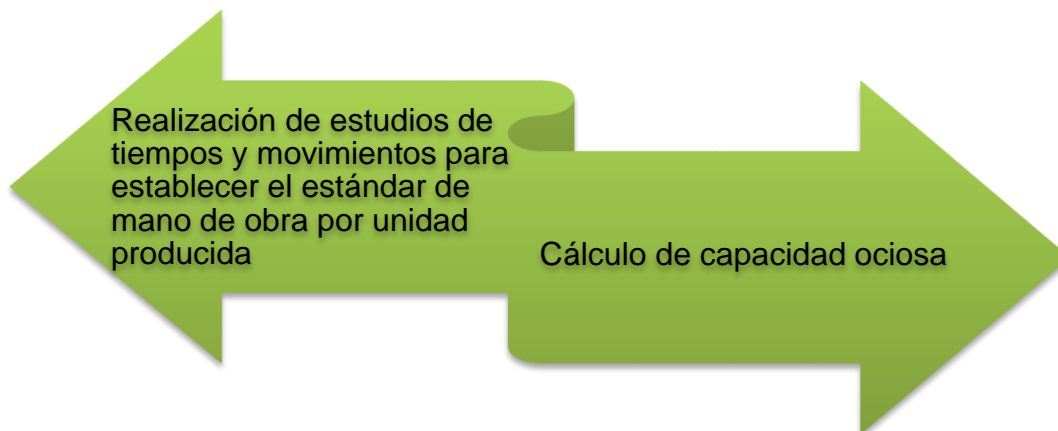 Realización de estudios de
tiempos y movimientos para
establecer el estándar de
mano de obra por unidad
producida
Cálculo de capacidad ociosa